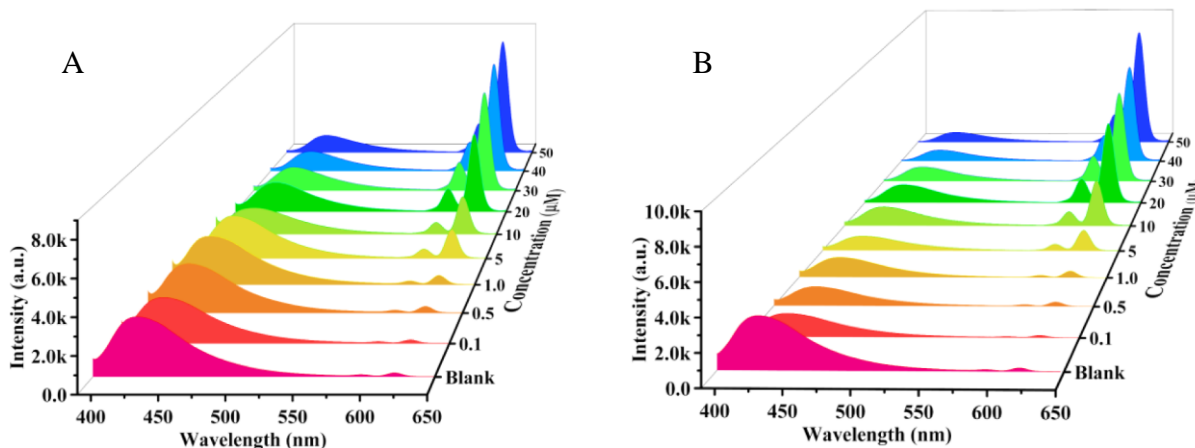 A
8.0k
6.0k
4.0k
2.0k
0.0
Intensity (a.u.)
400 450 500 550 600 650
Wavelength (nm)
Blank
0.1
0.5
1.0
5
10
20
30
40
50
Concentration (µM)
B
10.0k
8.0k
6.0k
4.0k
2.0k
0.0
Intensity (a.u.)
400 450 500 550 600 650
Wavelength (nm)
Blank
0.1
0.5
1.0
5
10
20
30
40
50
Concentration (µM